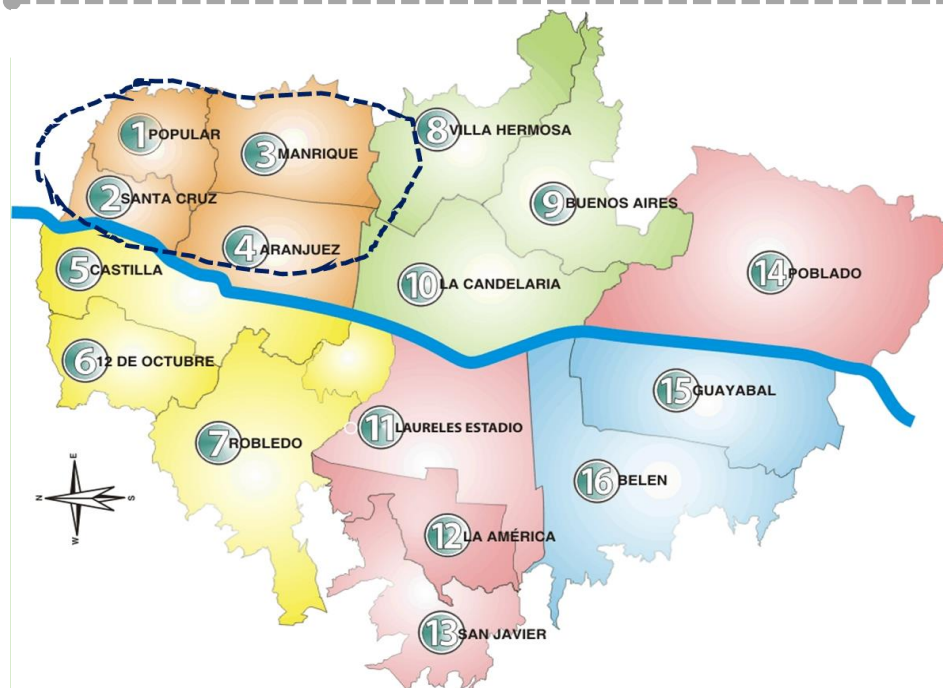 1 POPULAR
2 SANTA CRUZ
3 MANRIQUE
4 ARANJUEZ
5 CASTILLA
6 12 DE OCTUBRE
7 ROBLEDO
8 VILLA HERMOSA
9 BUENOS AIRES
10 LA CANDELARIA
11 LAURELES ESTADIO
12 LA AMÉRICA
13 SAN JAVIER
14 POBLADO
15 GUAYABAL
16 BELEN
E
N
S
W